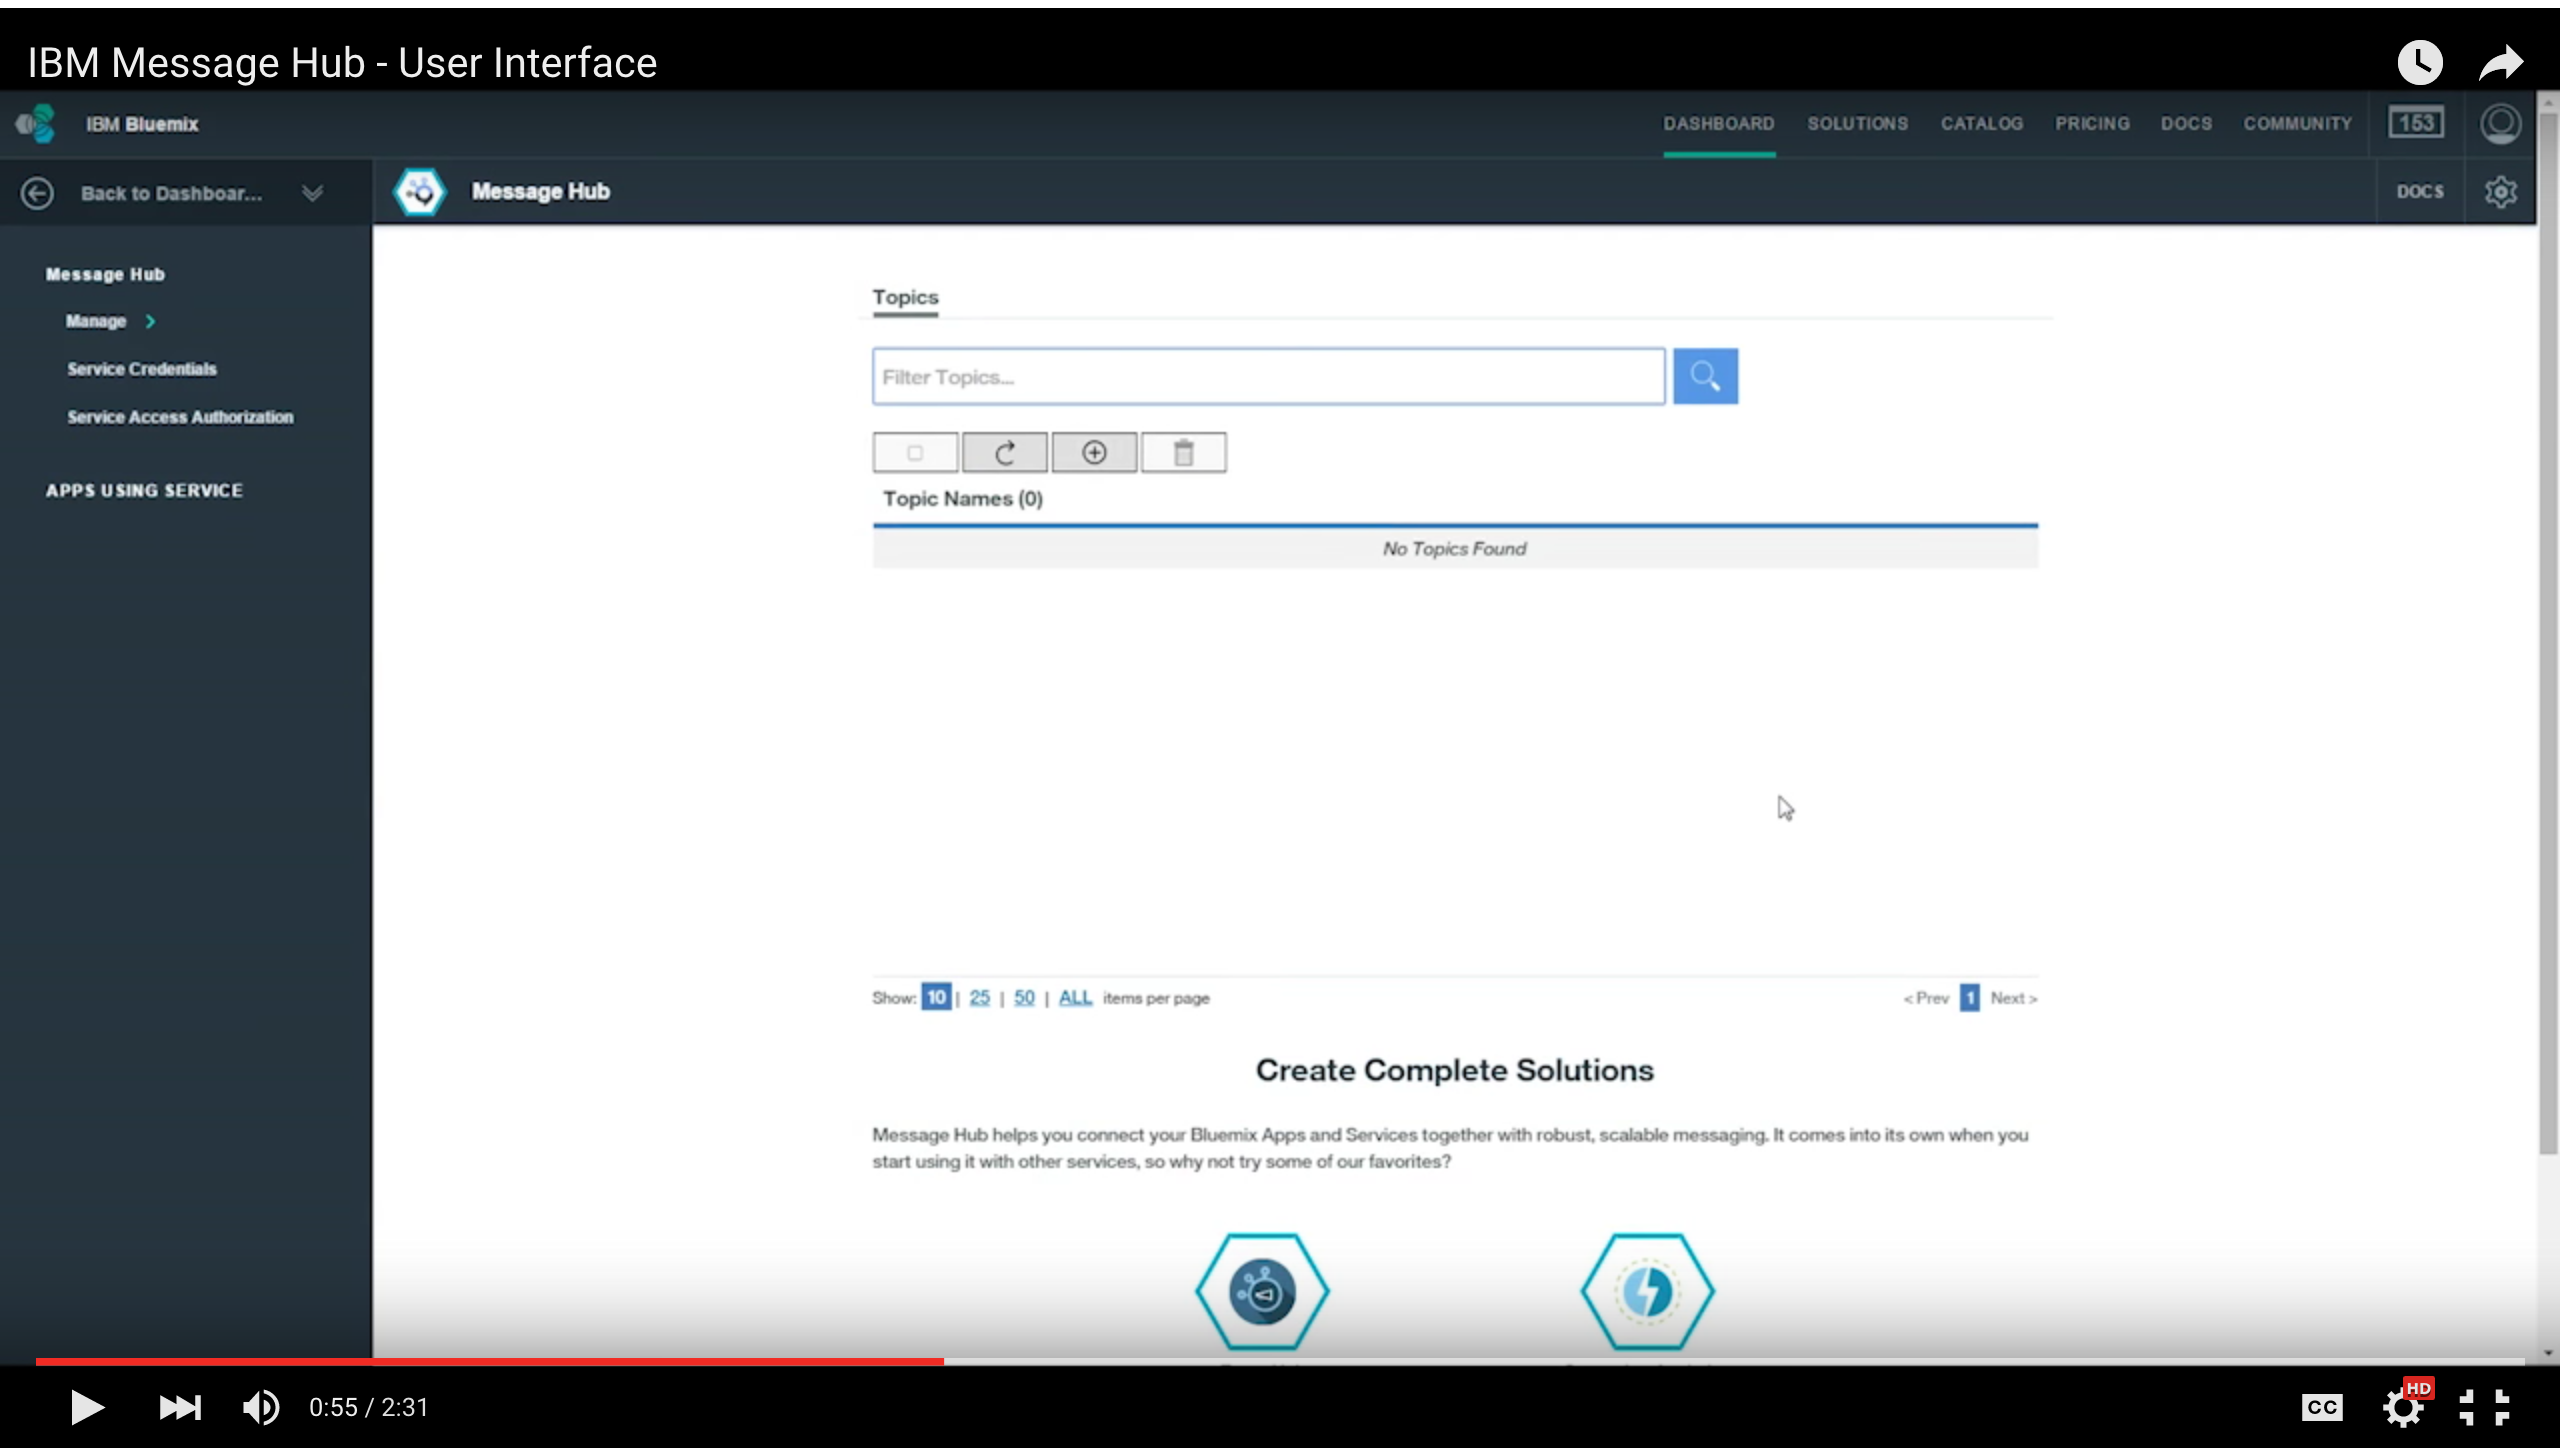 IBM Message Hub - User Interface
IBM Bluemix
DASHBOARD
SOLUTIONS
CATALOG
PRICING
DOCS
COMMUNITY
153
Back to Dashboar...
Message Hub
DOCS
Message Hub
Manage
Service Credentials
Service Access Authorization
APPS USING SERVICE
Topics
Filter Topics...
Topic Names (0)
No Topics Found
Show: 10 | 25 | 50 | ALL items per page
< Prev 1 Next >
Create Complete Solutions
Message Hub helps you connect your Bluemix Apps and Services together with robust, scalable messaging. It comes into its own when you
start using it with other services, so why not try some of our favorites?
0:55 / 2:31
CC
HD